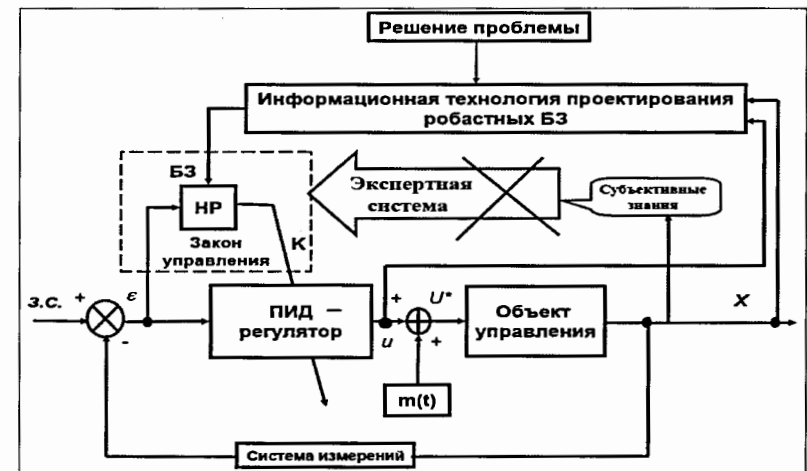 Решение проблемы
Информационная технология проектирования
робастных БЗ
БЗ
НР
Закон
управления
К
Экспертная
система
Субъективные
знания
з.с.
+
-
ε
ПИД –
регулятор
+
u
U*
+
m(t)
Объект
управления
X
Система измерений